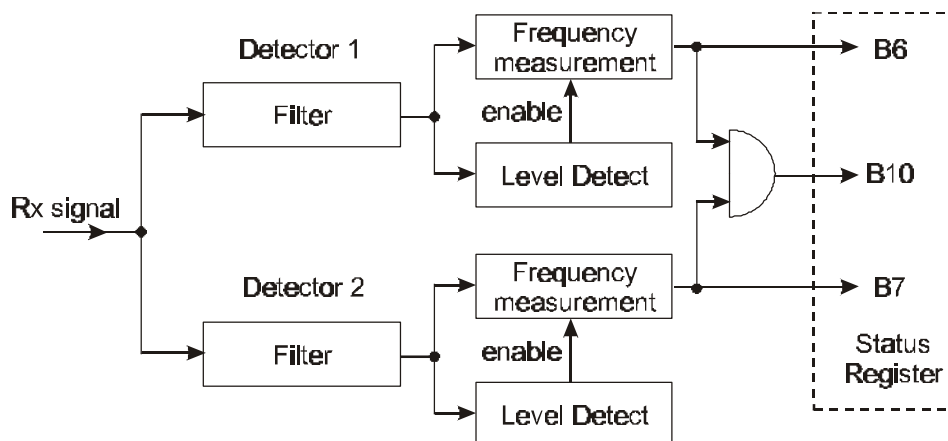 Detector 1
Frequency
measurement
B6
Filter
enable
Level Detect
B10
Rx signal
Detector 2
Frequency
measurement
B7
Filter
enable
Level Detect
Status
Register